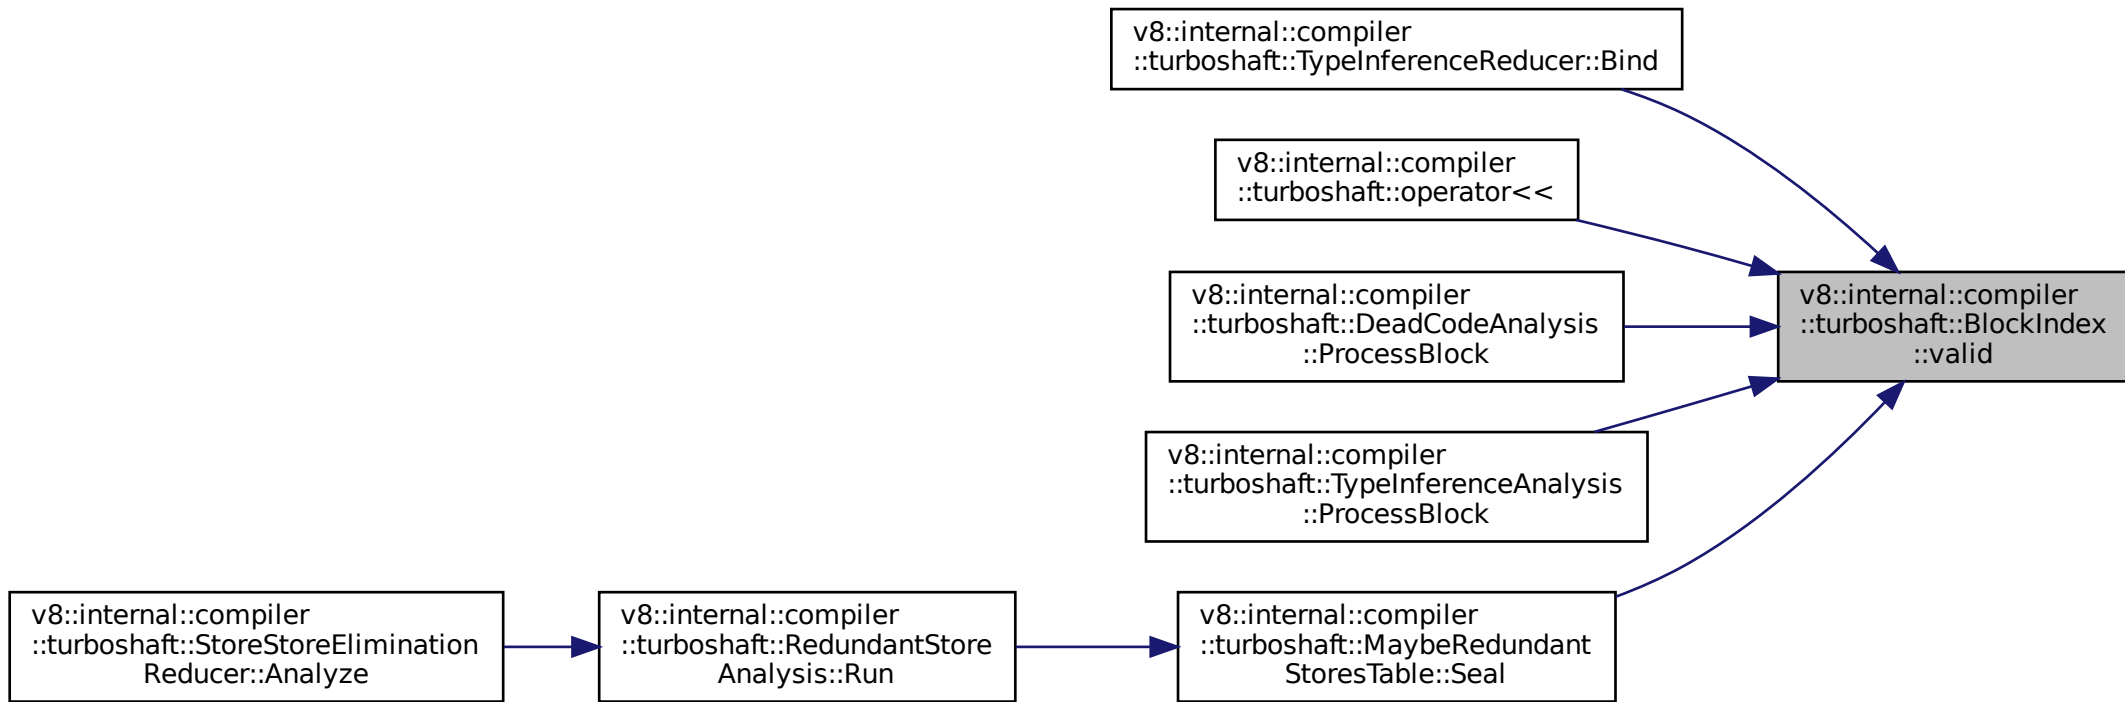 v8::internal::compiler
::turboshaft::TypeInferenceReducer::Bind
v8::internal::compiler
::turboshaft::operator<<
v8::internal::compiler
::turboshaft::DeadCodeAnalysis
::ProcessBlock
v8::internal::compiler
::turboshaft::BlockIndex
::valid
v8::internal::compiler
::turboshaft::TypeInferenceAnalysis
::ProcessBlock
v8::internal::compiler
::turboshaft::StoreStoreElimination
Reducer::Analyze
v8::internal::compiler
::turboshaft::RedundantStore
Analysis::Run
v8::internal::compiler
::turboshaft::MaybeRedundant
StoresTable::Seal